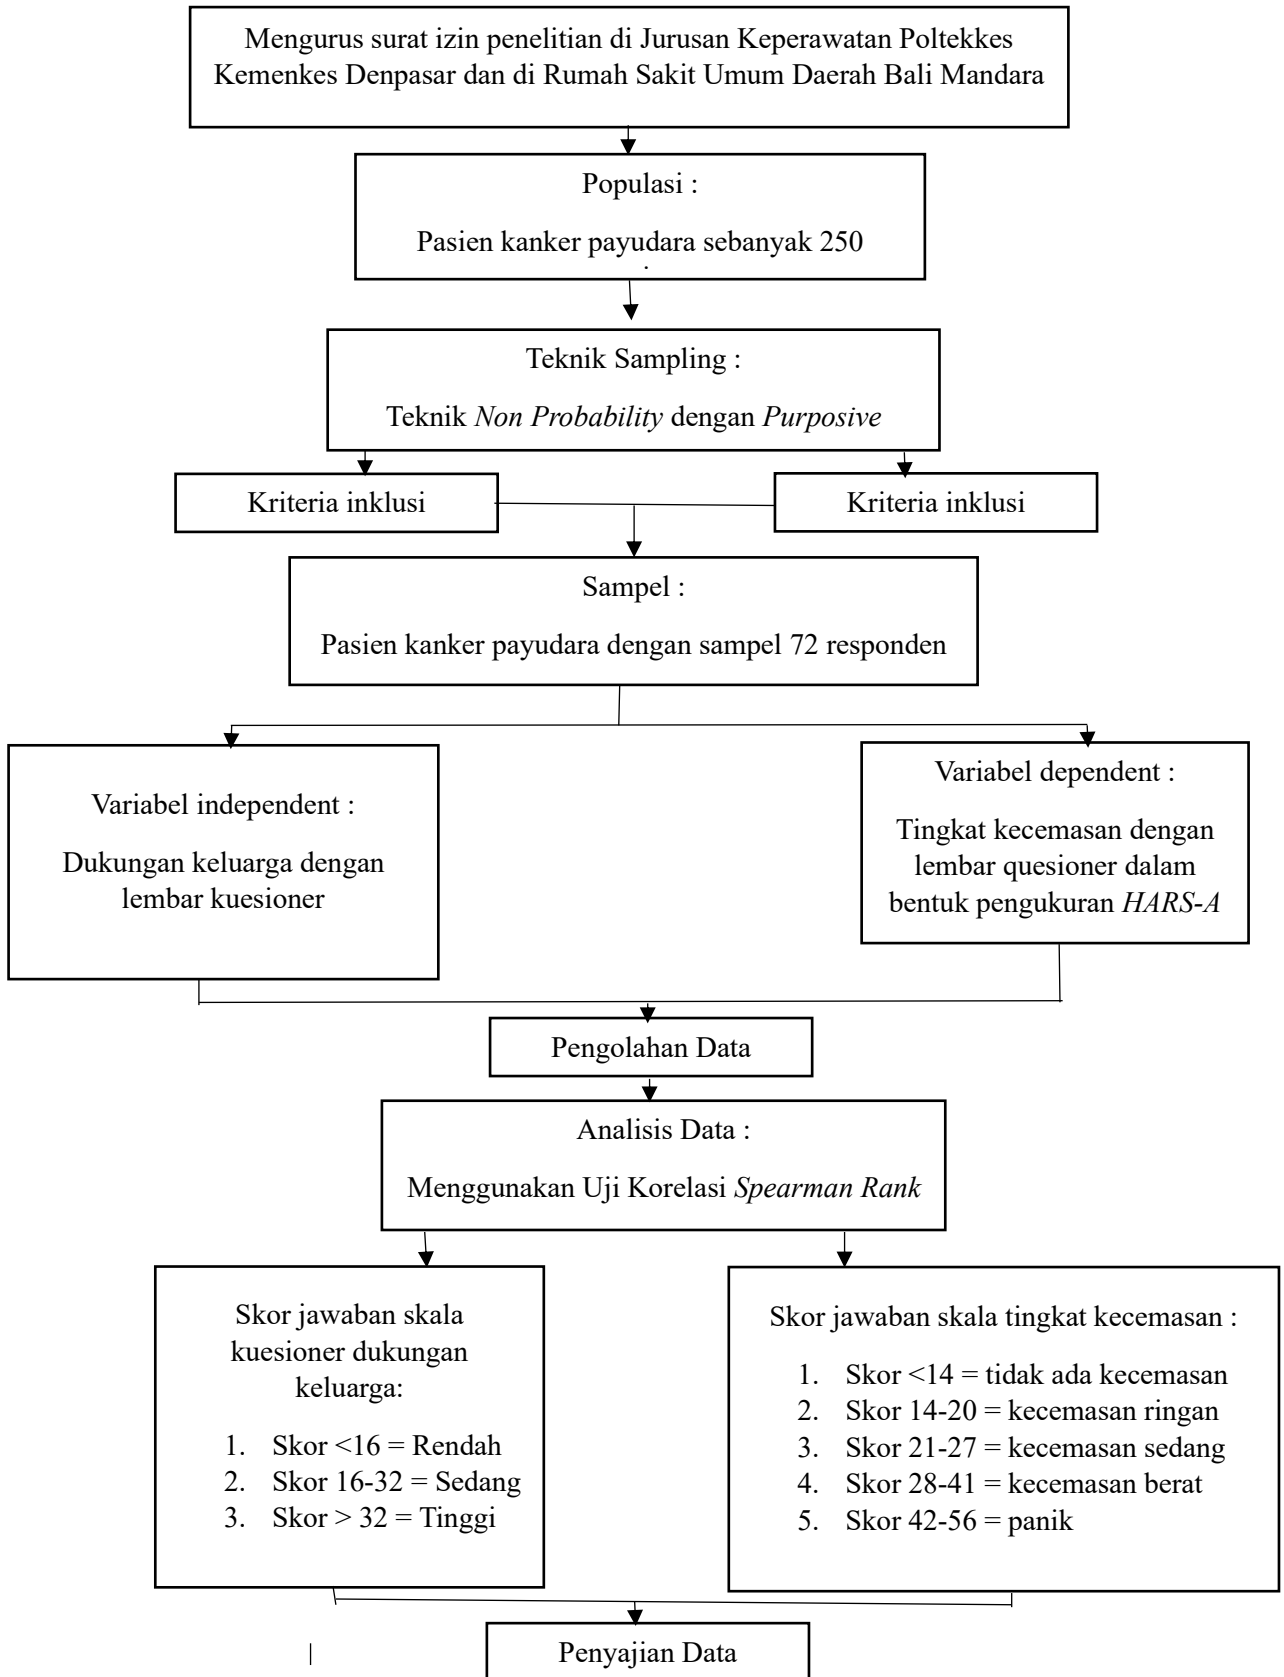 Mengurus surat izin penelitian di Jurusan Keperawatan Poltekkes
Kemenkes Denpasar dan di Rumah Sakit Umum Daerah Bali Mandara
Populasi :
Pasien kanker payudara sebanyak 250
.
Teknik Sampling :
Teknik Non Probability dengan Purposive
Kriteria inklusi
Kriteria inklusi
Sampel :
Pasien kanker payudara dengan sampel 72 responden
Variabel independent :
Dukungan keluarga dengan
lembar kuesioner
Variabel dependent :
Tingkat kecemasan dengan
lembar quesioner dalam
bentuk pengukuran HARS-A
Pengolahan Data
Analisis Data :
Menggunakan Uji Korelasi Spearman Rank
Skor jawaban skala
kuesioner dukungan
keluarga:
1. Skor <16 = Rendah
2. Skor 16-32 = Sedang
3. Skor > 32 = Tinggi
Skor jawaban skala tingkat kecemasan :
1. Skor <14 = tidak ada kecemasan
2. Skor 14-20 = kecemasan ringan
3. Skor 21-27 = kecemasan sedang
4. Skor 28-41 = kecemasan berat
5. Skor 42-56 = panik
Penyajian Data